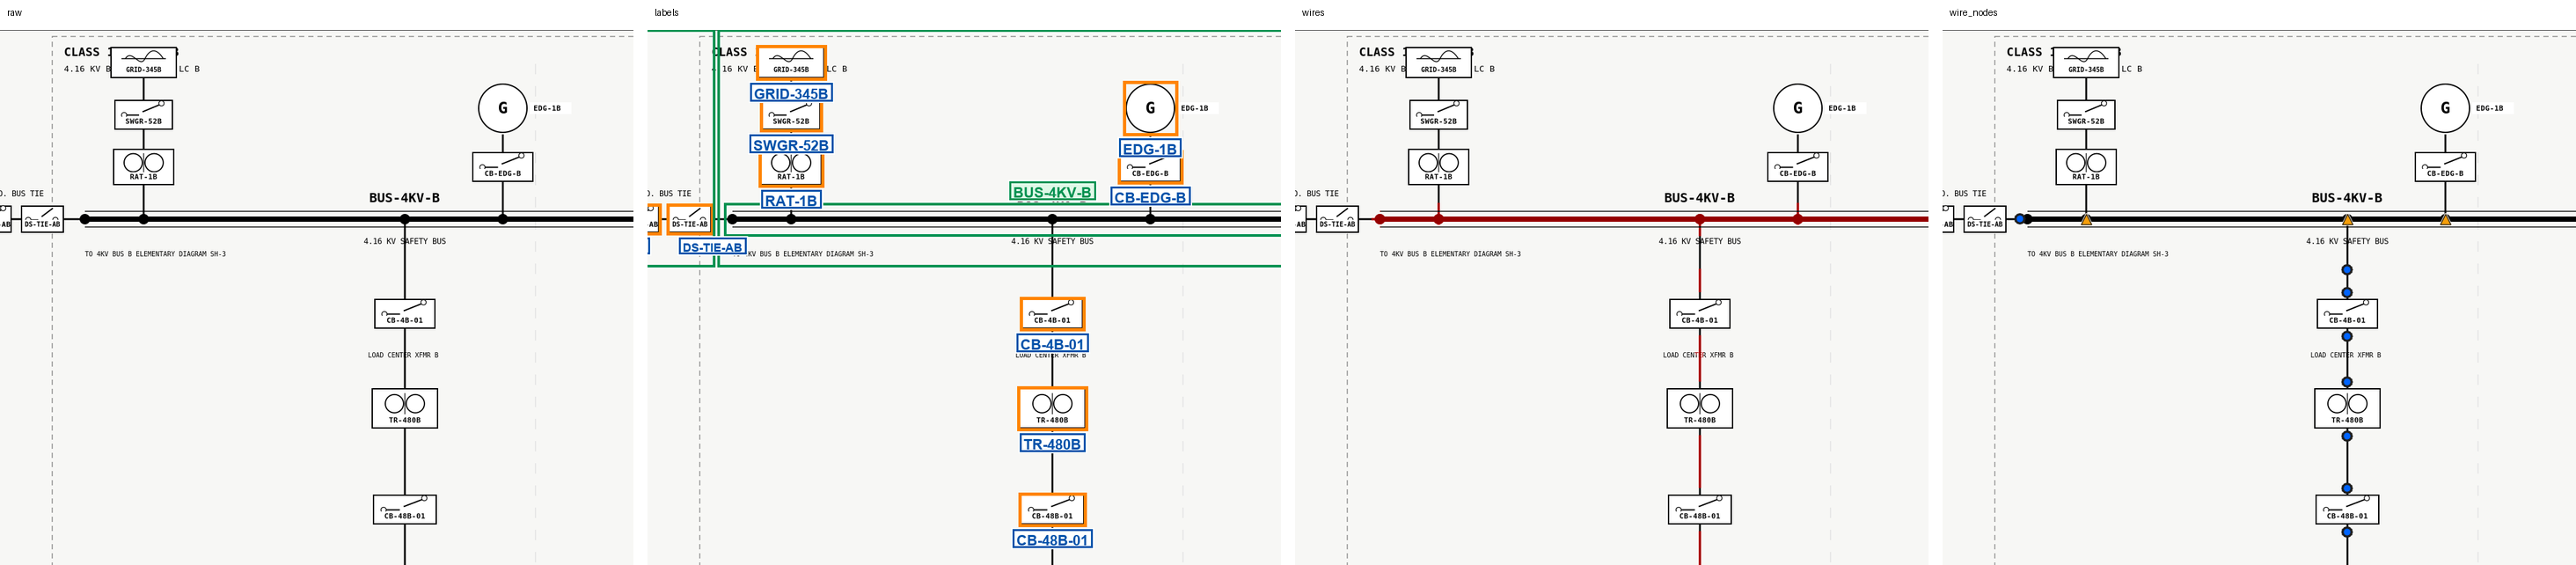 raw
CLASS 1
GRID-345B
4.16 KV B
LC B
SWGR-52B
RAT-1B
G
EDG-1B
CB-EDG-B
. BUS TIE
BUS-4KV-B
AB
DS-TIE-AB
4.16 KV SAFETY BUS
TO 4KV BUS B ELEMENTARY DIAGRAM SH-3
CB-4B-01
LOAD CENTER XFMR B
TR-480B
CB-48B-01
labels
CLASS
GRID-345B
4.16 KV B
LC B
GRID-345B
SWGR-52B
SWGR-52B
RAT-1B
RAT-1B
G
EDG-1B
EDG-1B
CB-EDG-B
CB-EDG-B
. BUS TIE
BUS-4KV-B
AB
DS-TIE-AB
DS-TIE-AB
4.16 KV SAFETY BUS
KV BUS B ELEMENTARY DIAGRAM SH-3
CB-4B-01
CB-4B-01
LOAD CENTER XFMR B
TR-480B
TR-480B
CB-48B-01
CB-48B-01
wires
CLASS 1
GRID-345B
4.16 KV B
LC B
SWGR-52B
RAT-1B
G
EDG-1B
CB-EDG-B
. BUS TIE
BUS-4KV-B
AB
DS-TIE-AB
4.16 KV SAFETY BUS
TO 4KV BUS B ELEMENTARY DIAGRAM SH-3
CB-4B-01
LOAD CENTER XFMR B
TR-480B
CB-48B-01
wire_nodes
CLASS 1
GRID-345B
4.16 KV B
LC B
SWGR-52B
RAT-1B
G
EDG-1B
CB-EDG-B
. BUS TIE
BUS-4KV-B
AB
DS-TIE-AB
4.16 KV SAFETY BUS
TO 4KV BUS B ELEMENTARY DIAGRAM SH-3
CB-4B-01
LOAD CENTER XFMR B
TR-480B
CB-48B-01